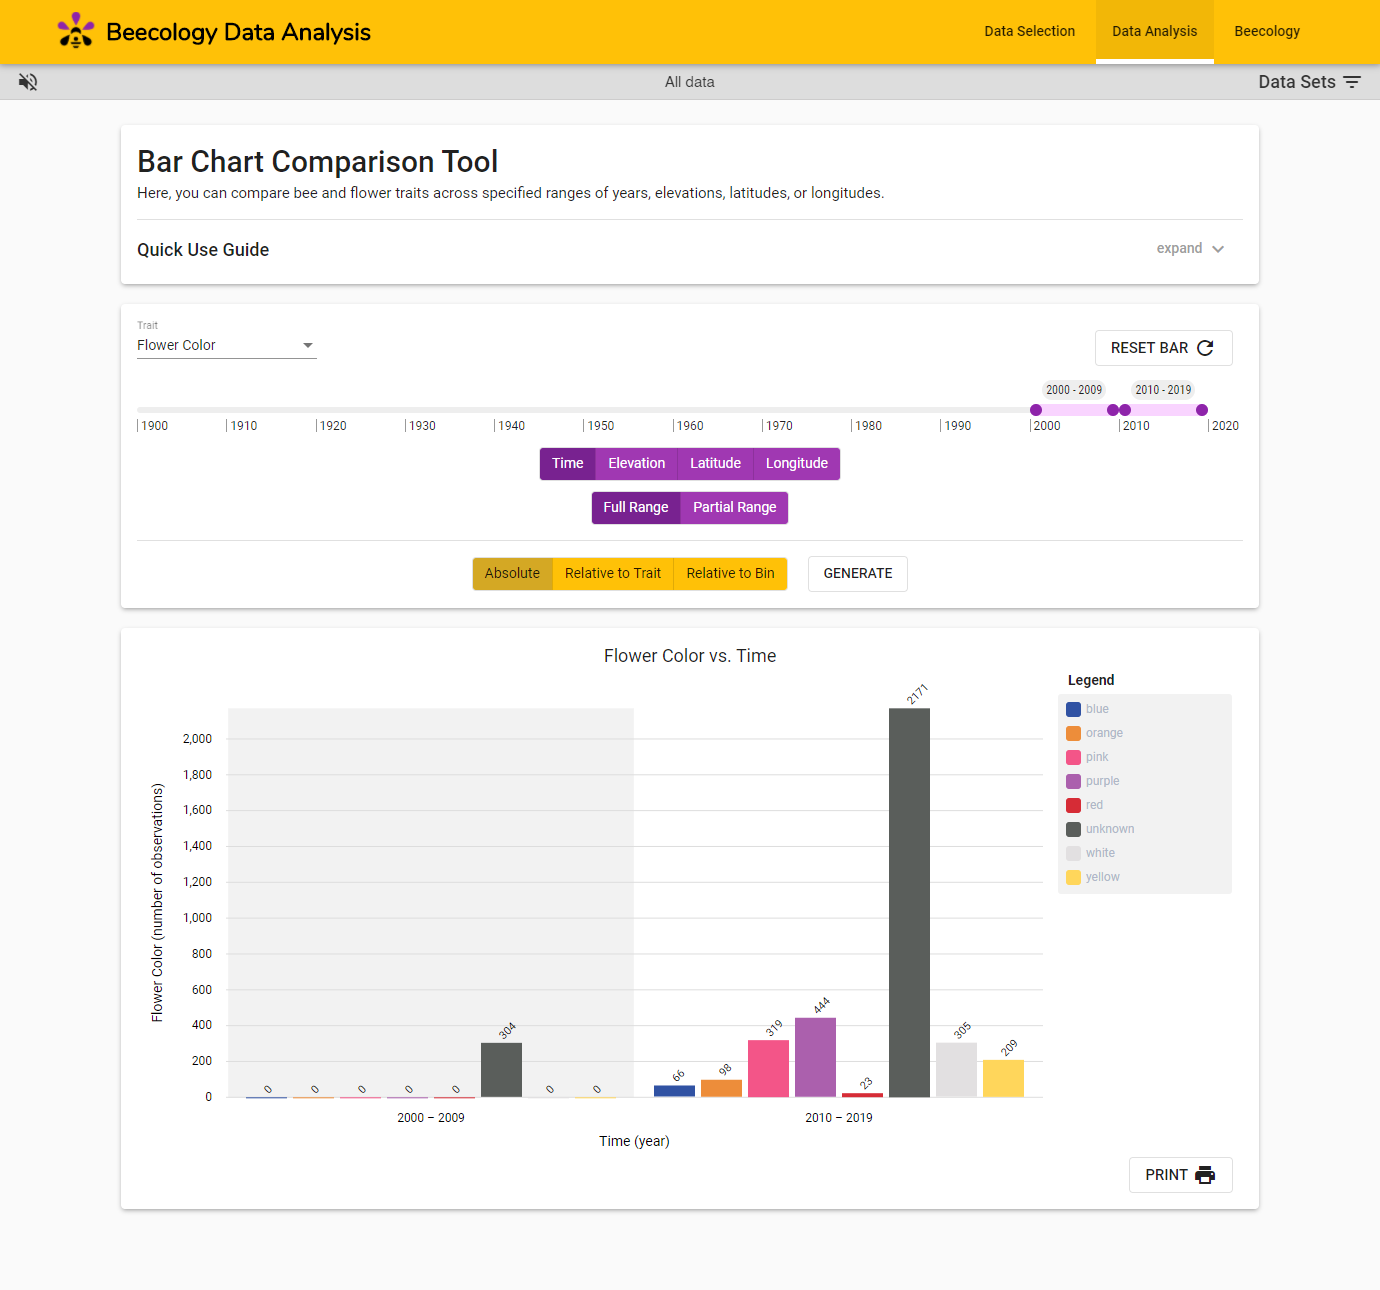 Beecology Data Analysis
Data Selection
Data Analysis
Beecology
All data
Data Sets
Bar Chart Comparison Tool
Here, you can compare bee and flower traits across specified ranges of years, elevations, latitudes, or longitudes.
Quick Use Guide
expand
Trait
Flower Color
RESET BAR
2000 - 2009
2010 - 2019
1900
1910
1920
1930
1940
1950
1960
1970
1980
1990
2000
2010
2020
Time
Elevation
Latitude
Longitude
Full Range
Partial Range
Absolute
Relative to Trait
Relative to Bin
GENERATE
Flower Color vs. Time
Legend
blue
orange
pink
purple
red
unknown
white
yellow
Flower Color (number of observations)
2,000
1,800
1,600
1,400
1,200
1,000
800
600
400
200
0
0
0
0
0
0
304
0
0
66
98
319
444
23
2171
305
209
2000 – 2009
2010 – 2019
Time (year)
PRINT